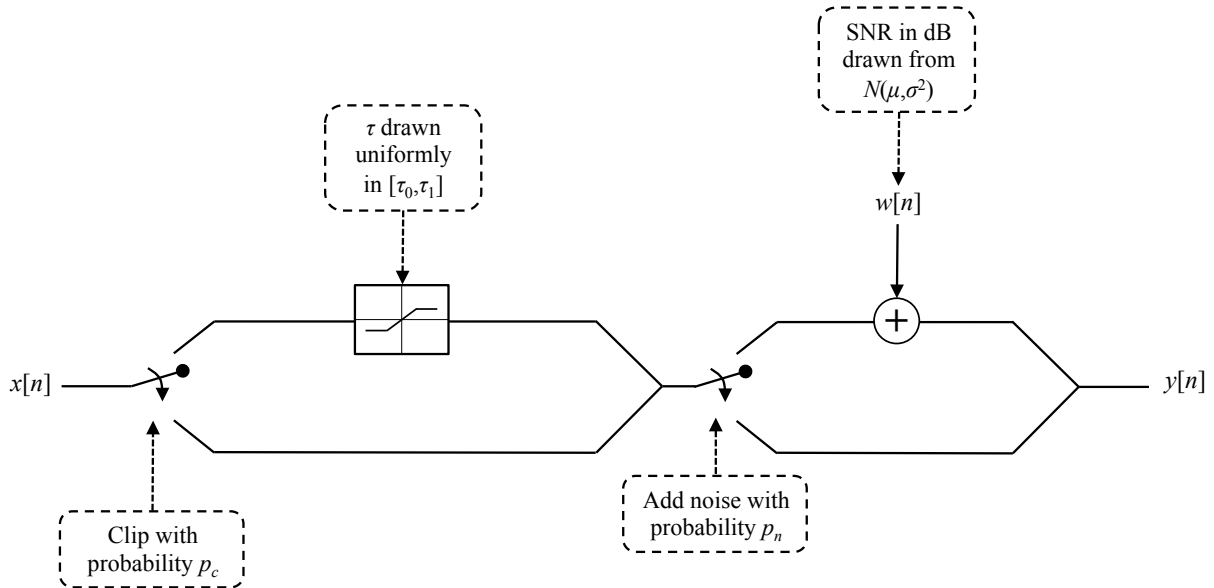 SNR in dB
drawn from
N(μ,σ²)
τ drawn
uniformly
in [τ₀,τ₁]
w[n]
+
x[n]
y[n]
Clip with
probability p_c
Add noise with
probability p_n